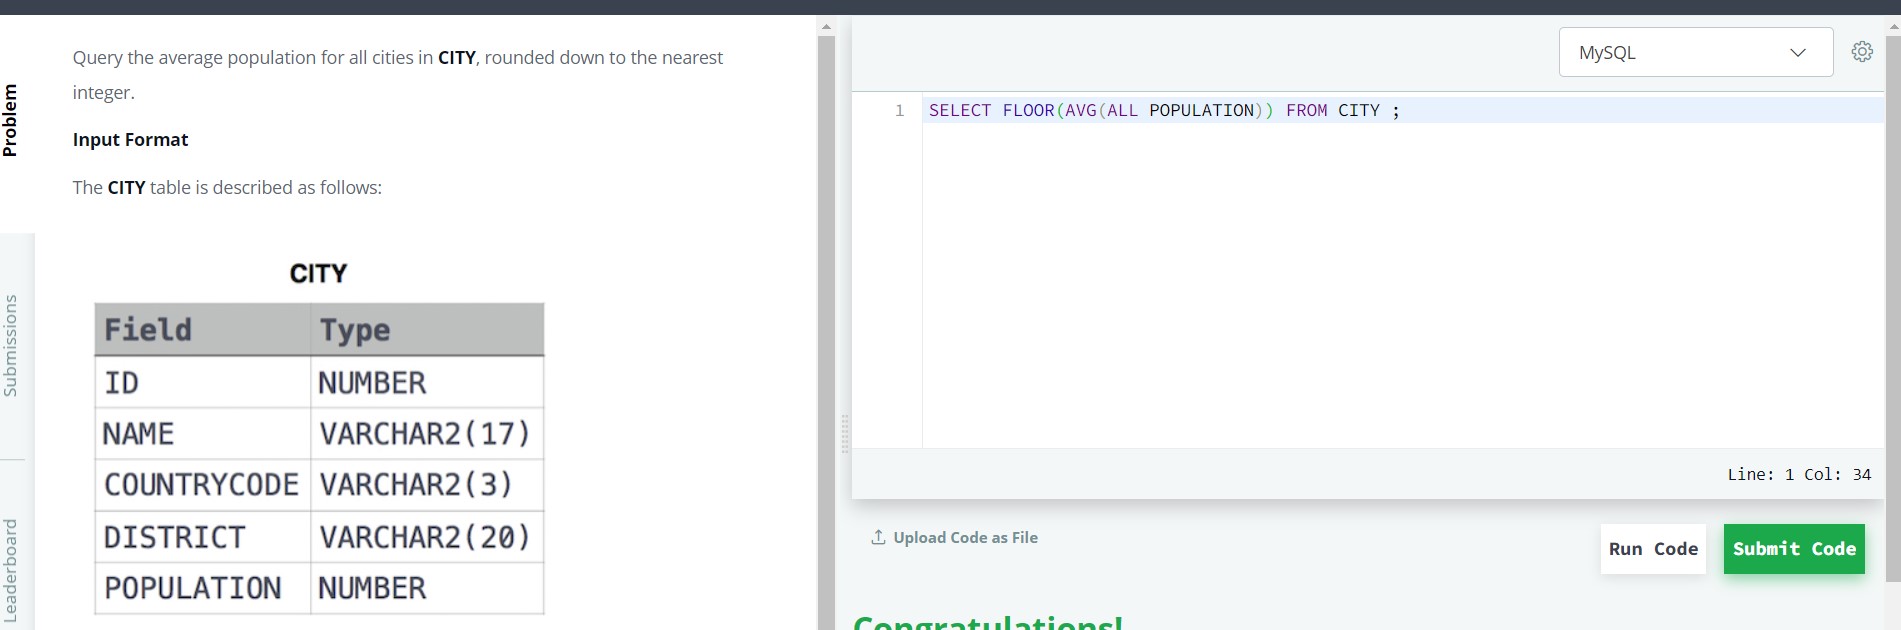 Problem
Submissions
Leaderboard
Query the average population for all cities in CITY, rounded down to the nearest
integer.
Input Format
The CITY table is described as follows:
CITY
Field Type
ID NUMBER
NAME VARCHAR2(17)
COUNTRYCODE VARCHAR2(3)
DISTRICT VARCHAR2(20)
POPULATION NUMBER
MySQL
1 SELECT FLOOR(AVG(ALL POPULATION)) FROM CITY ;
Line: 1 Col: 34
Upload Code as File
Run Code
Submit Code
Congratulations!